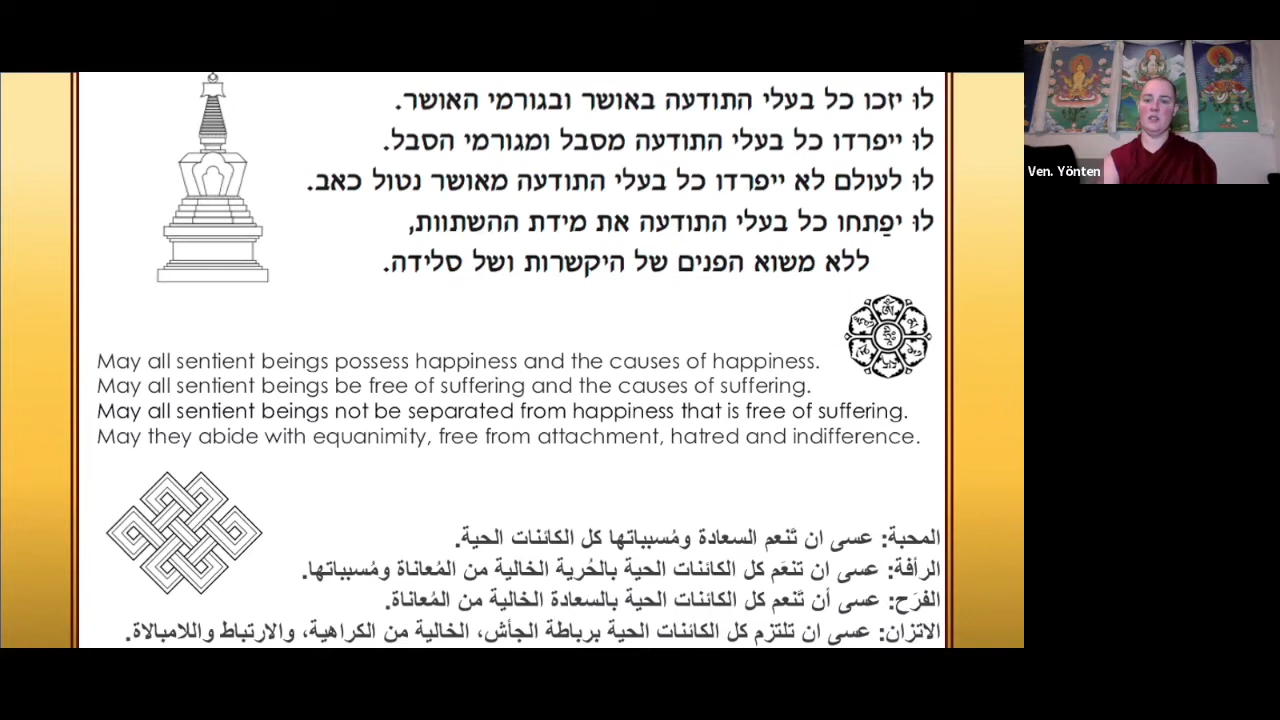 לוּ יזכו כל בעלי התודעה באושר ובגורמי האושר.
לוּ ייפרדו כל בעלי התודעה מסבל ומגורמי הסבל.
לוּ לעולם לא ייפרדו כל בעלי התודעה מאושר נטול כאב.
לוּ יפַתחו כל בעלי התודעה את מידת ההשתוות,
ללא משוא הפנים של היקשרות ושל סלידה.
May all sentient beings possess happiness and the causes of happiness.
May all sentient beings be free of suffering and the causes of suffering.
May all sentient beings not be separated from happiness that is free of suffering.
May they abide with equanimity, free from attachment, hatred and indifference.
المحبة: عسى ان تَنعم السعادة ومُسبباتها كل الكائنات الحية.
الرأفة: عسى ان تنعَم كل الكائنات الحية بالحُرية الخالية من المُعاناة ومُسبباتها.
الفرَح: عسى أن تَنعم كل الكائنات الحية بالسعادة الخالية من المُعاناة.
الاتزان: عسى ان تلتزم كل الكائنات الحية برباطة الجأش، الخالية من الكراهية، والارتباط واللامبالاة.
Ven. Yönten